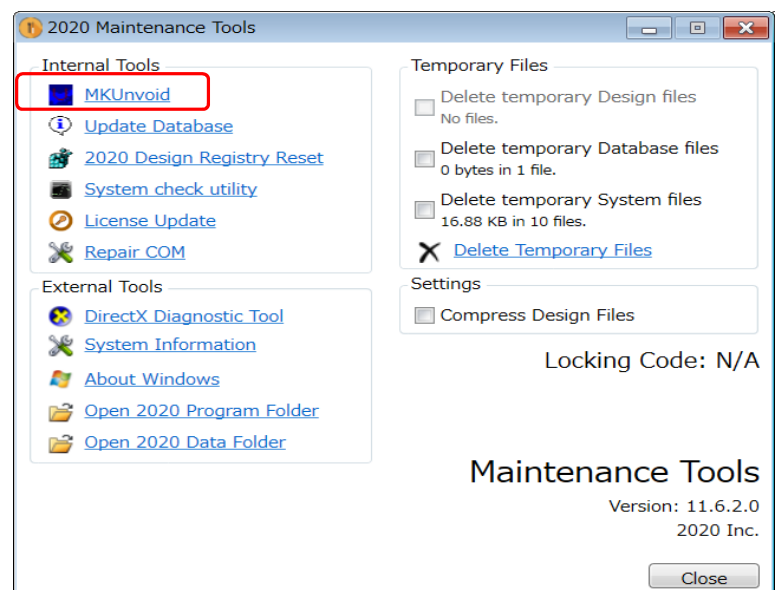 2020 Maintenance Tools
Internal Tools
MKUnvoid
Update Database
2020 Design Registry Reset
System check utility
License Update
Repair COM
External Tools
DirectX Diagnostic Tool
System Information
About Windows
Open 2020 Program Folder
Open 2020 Data Folder
Temporary Files
Delete temporary Design files
No files.
Delete temporary Database files
0 bytes in 1 file.
Delete temporary System files
16.88 KB in 10 files.
Delete Temporary Files
Settings
Compress Design Files
Locking Code: N/A
Maintenance Tools
Version: 11.6.2.0
2020 Inc.
Close